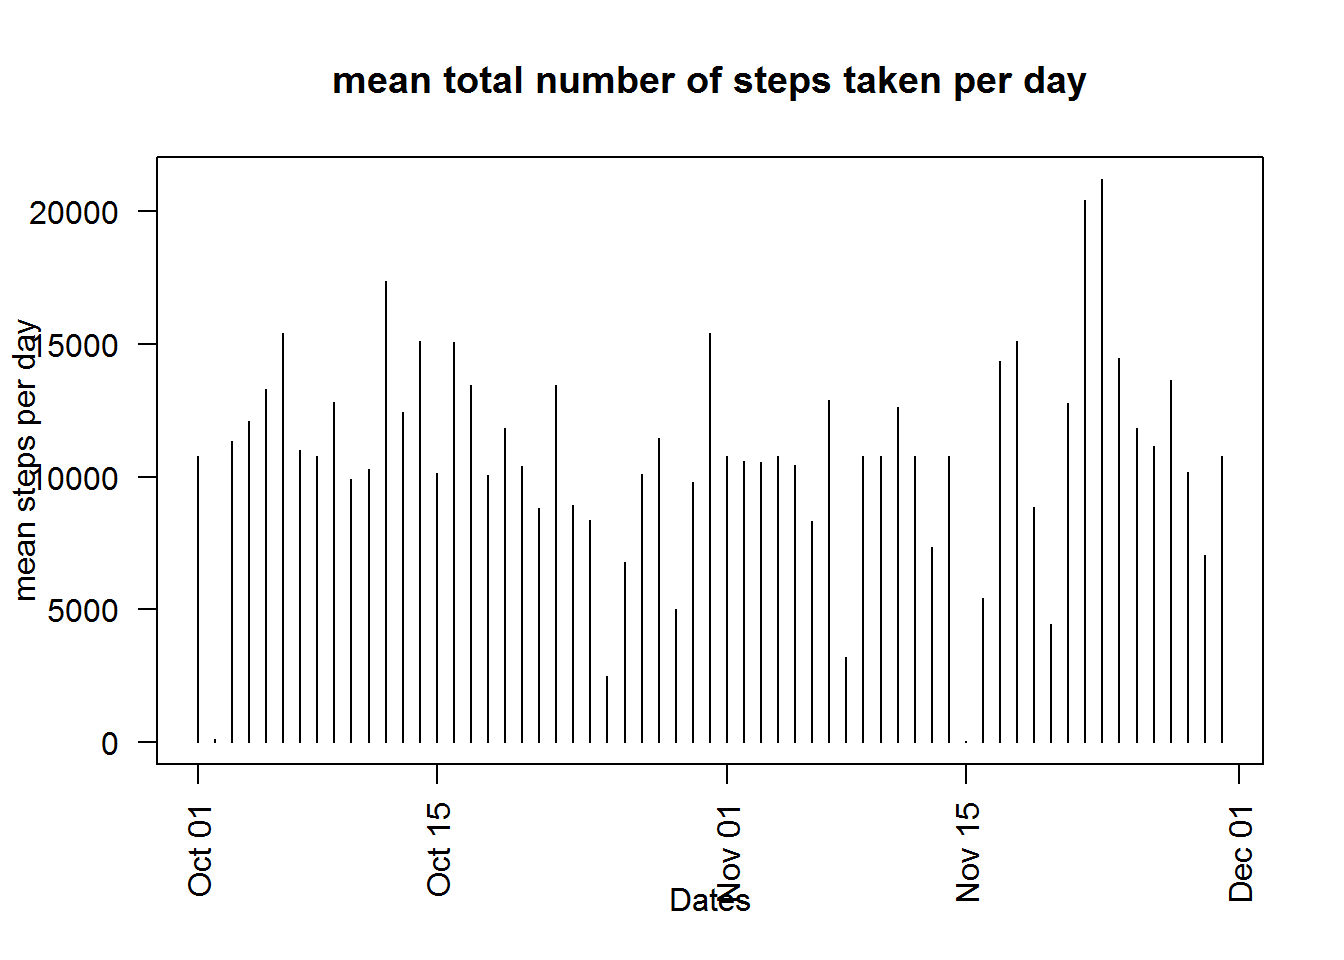 mean total number of steps taken per day
mean steps per day
20000
15000
10000
5000
0
Oct 01
Oct 15
Nov 01
Nov 15
Dec 01
Dates